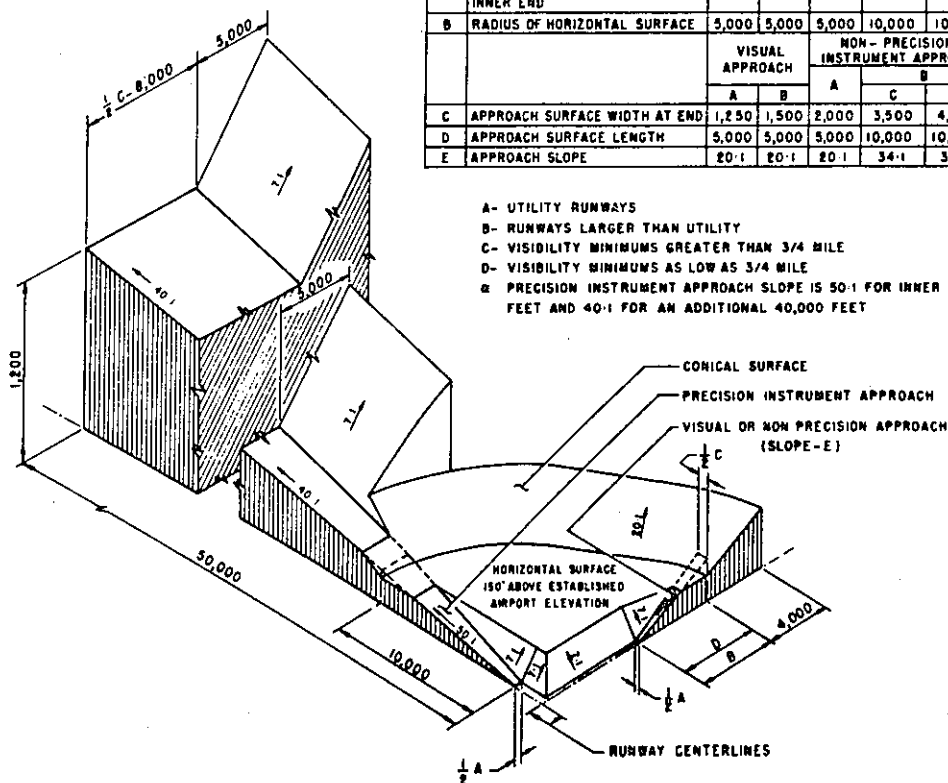 INNER END
B RADIUS OF HORIZONTAL SURFACE 5,000 5,000 5,000 10,000
VISUAL APPROACH NON-PRECISION INSTRUMENT
A B A B
C
C APPROACH SURFACE WIDTH AT END 1,250 1,500 2,000 3,500
D APPROACH SURFACE LENGTH 5,000 5,000 5,000 10,000
E APPROACH SLOPE 20:1 20:1 20:1 34:1
A- UTILITY RUNWAYS
B- RUNWAYS LARGER THAN UTILITY
C- VISIBILITY MINIMUMS GREATER THAN 3/4 MILE
D- VISIBILITY MINIMUMS AS LOW AS 3/4 MILE
PRECISION INSTRUMENT APPROACH SLOPE IS 50:1 FOR INNER
FEET AND 40:1 FOR AN ADDITIONAL 40,000 FEET
5,000
½ C-8,000
7:1
40:1
5,000
1,200
CONICAL SURFACE
PRECISION INSTRUMENT APPROACH
VISUAL OR NON PRECISION APPROACH
(SLOPE-E)
½ C
7:1
40:1
20:1
50,000
HORIZONTAL SURFACE
150' ABOVE ESTABLISHED
AIRPORT ELEVATION
50:1
7:1
7:1
7:1
7:1
4,000
D
B
10,000
½ A
RUNWAY CENTERLINES
½ A